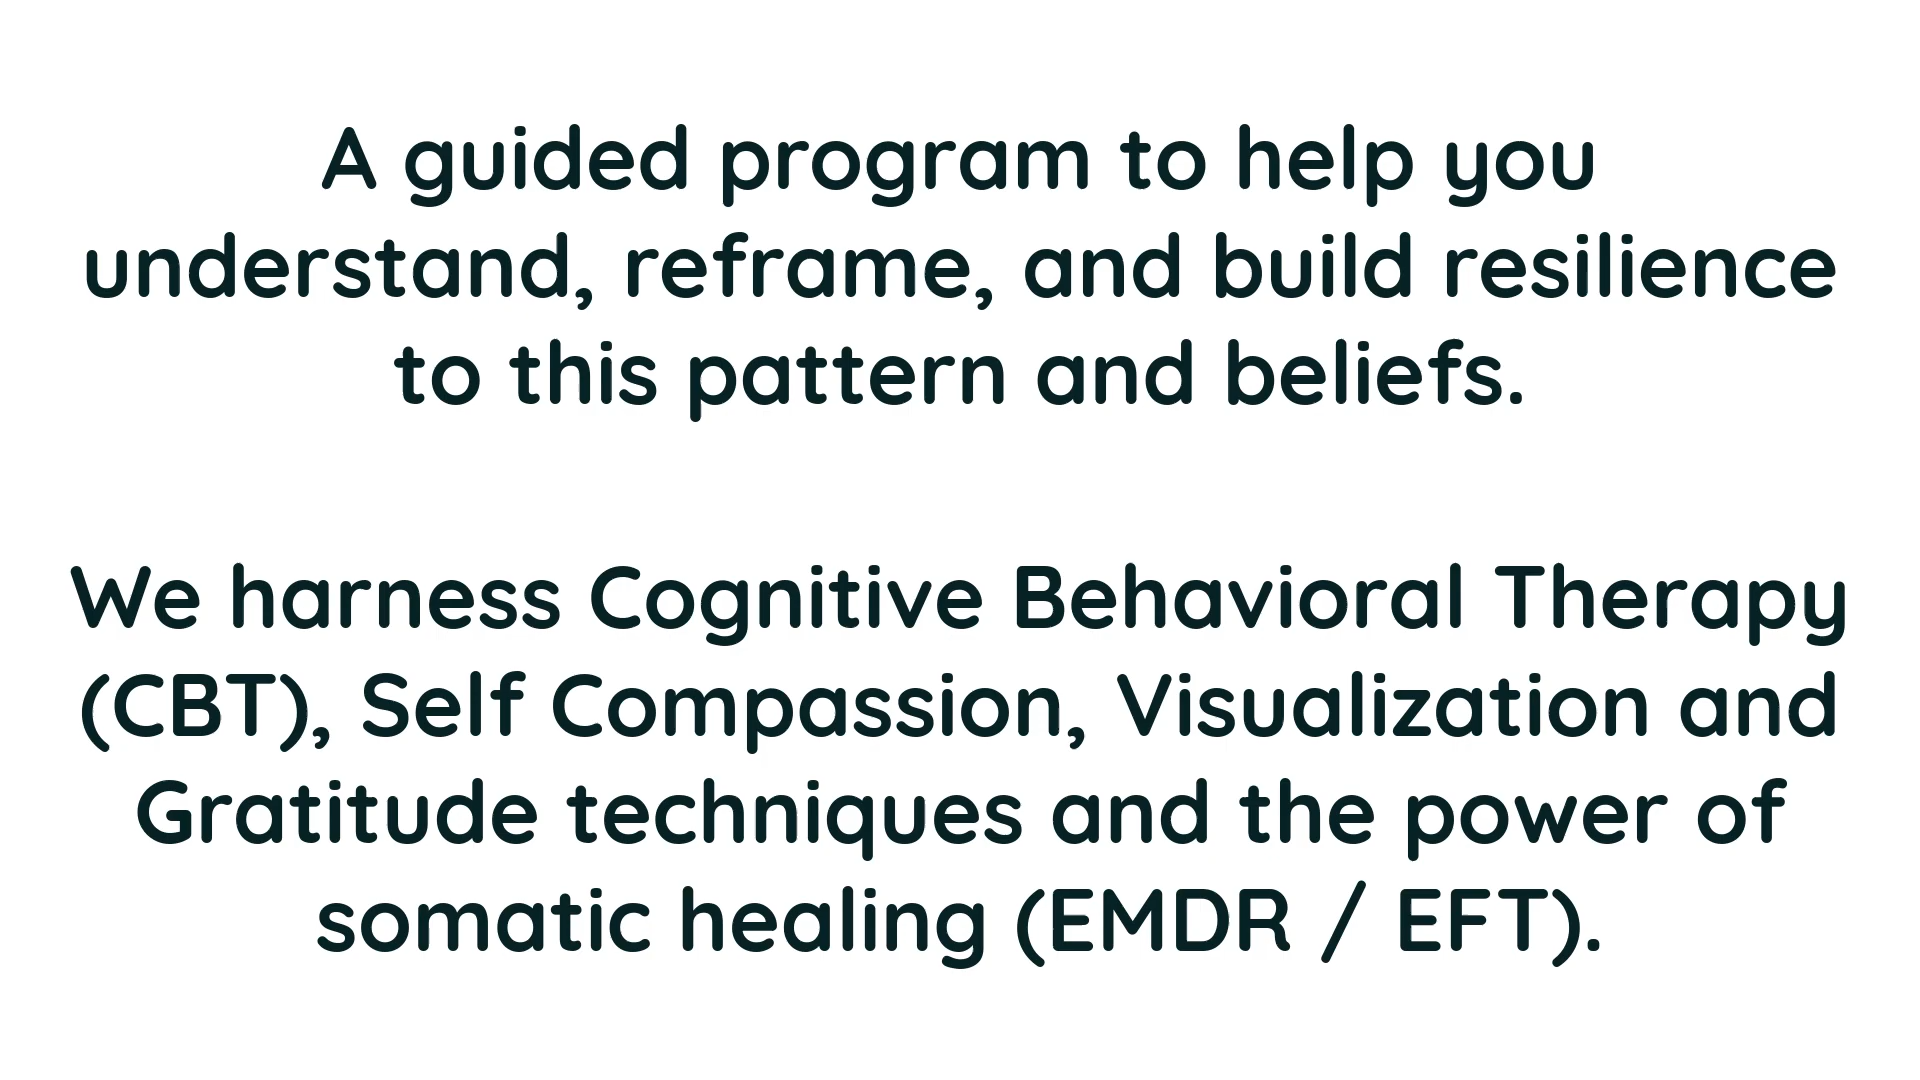 A guided program to help you
understand, reframe, and build resilience
to this pattern and beliefs.
We harness Cognitive Behavioral Therapy
(CBT), Self Compassion, Visualization and
Gratitude techniques and the power of
somatic healing (EMDR / EFT).